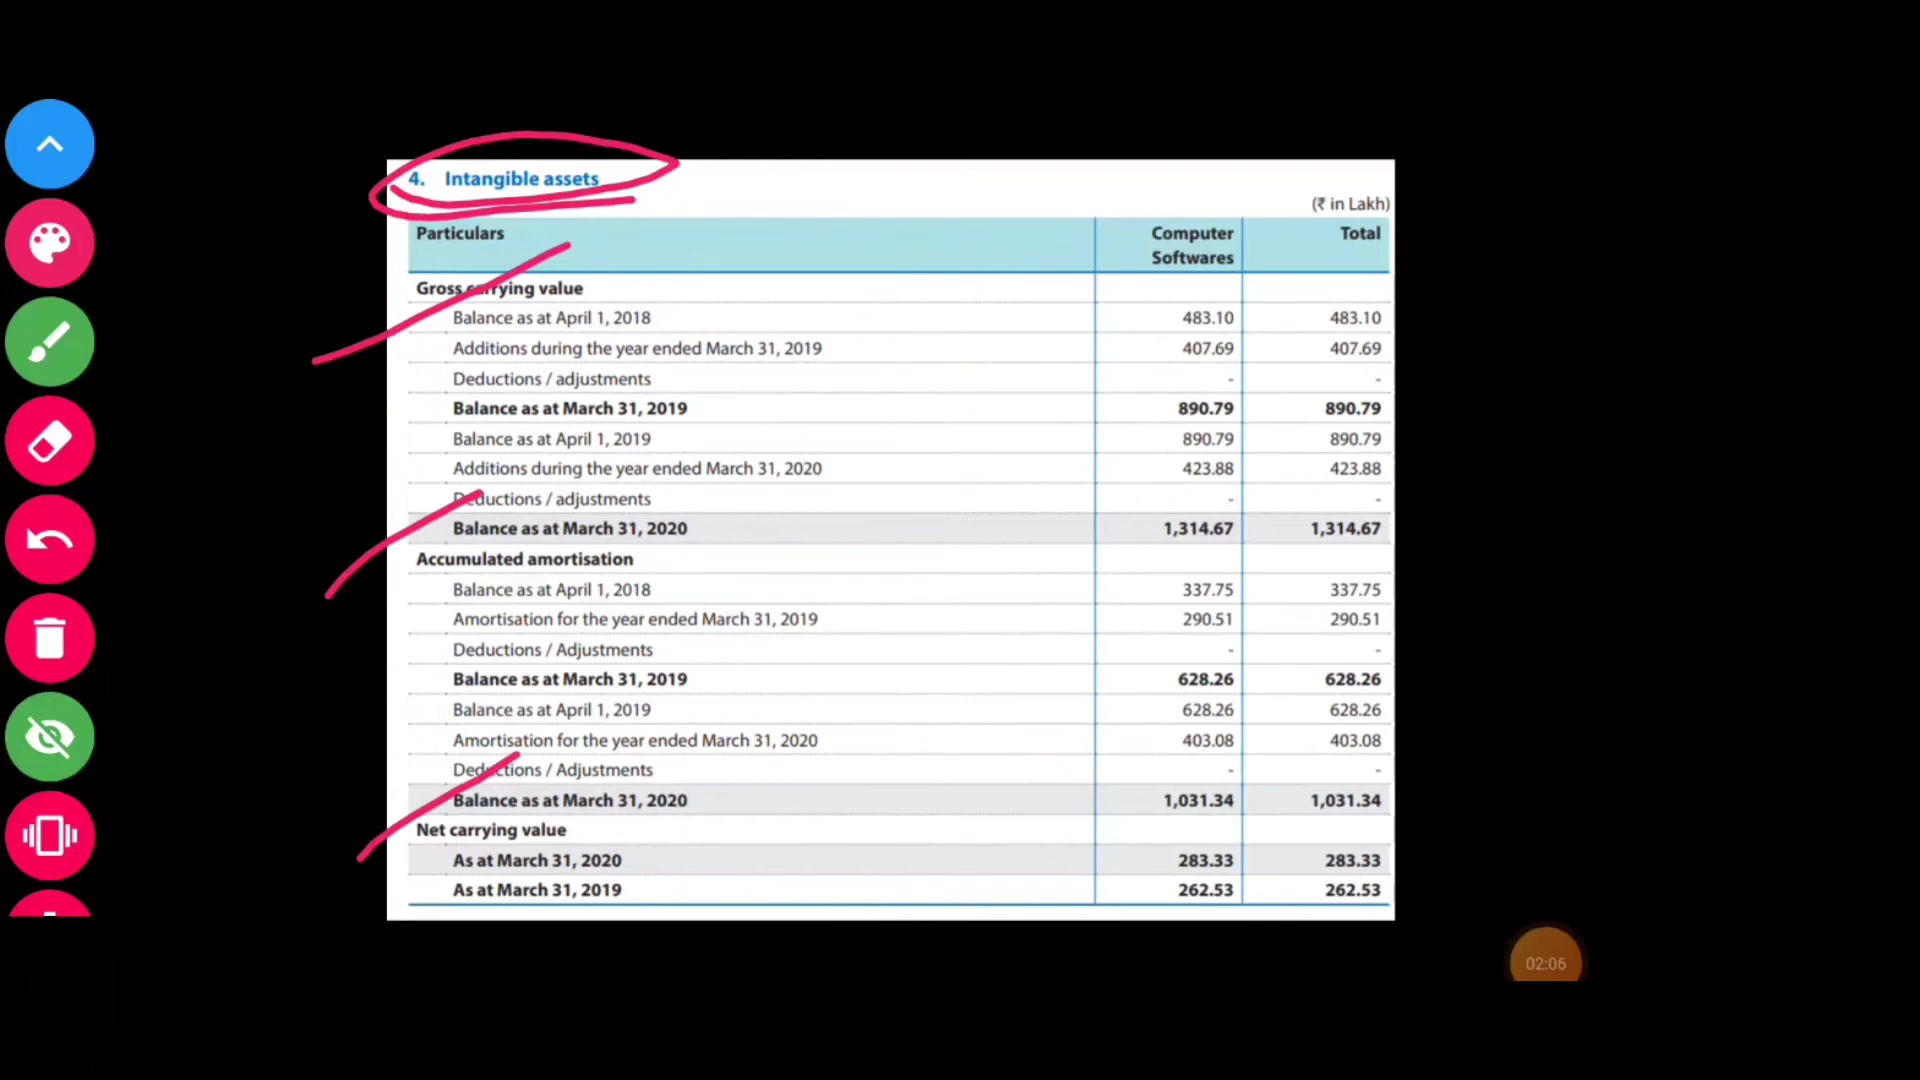 4. Intangible assets
(₹ in Lakh)
Particulars Computer Softwares Total
Gross carrying value
Balance as at April 1, 2018 483.10 483.10
Additions during the year ended March 31, 2019 407.69 407.69
Deductions / adjustments - -
Balance as at March 31, 2019 890.79 890.79
Balance as at April 1, 2019 890.79 890.79
Additions during the year ended March 31, 2020 423.88 423.88
Deductions / adjustments - -
Balance as at March 31, 2020 1,314.67 1,314.67
Accumulated amortisation
Balance as at April 1, 2018 337.75 337.75
Amortisation for the year ended March 31, 2019 290.51 290.51
Deductions / Adjustments - -
Balance as at March 31, 2019 628.26 628.26
Balance as at April 1, 2019 628.26 628.26
Amortisation for the year ended March 31, 2020 403.08 403.08
Deductions / Adjustments - -
Balance as at March 31, 2020 1,031.34 1,031.34
Net carrying value
As at March 31, 2020 283.33 283.33
As at March 31, 2019 262.53 262.53
02:06